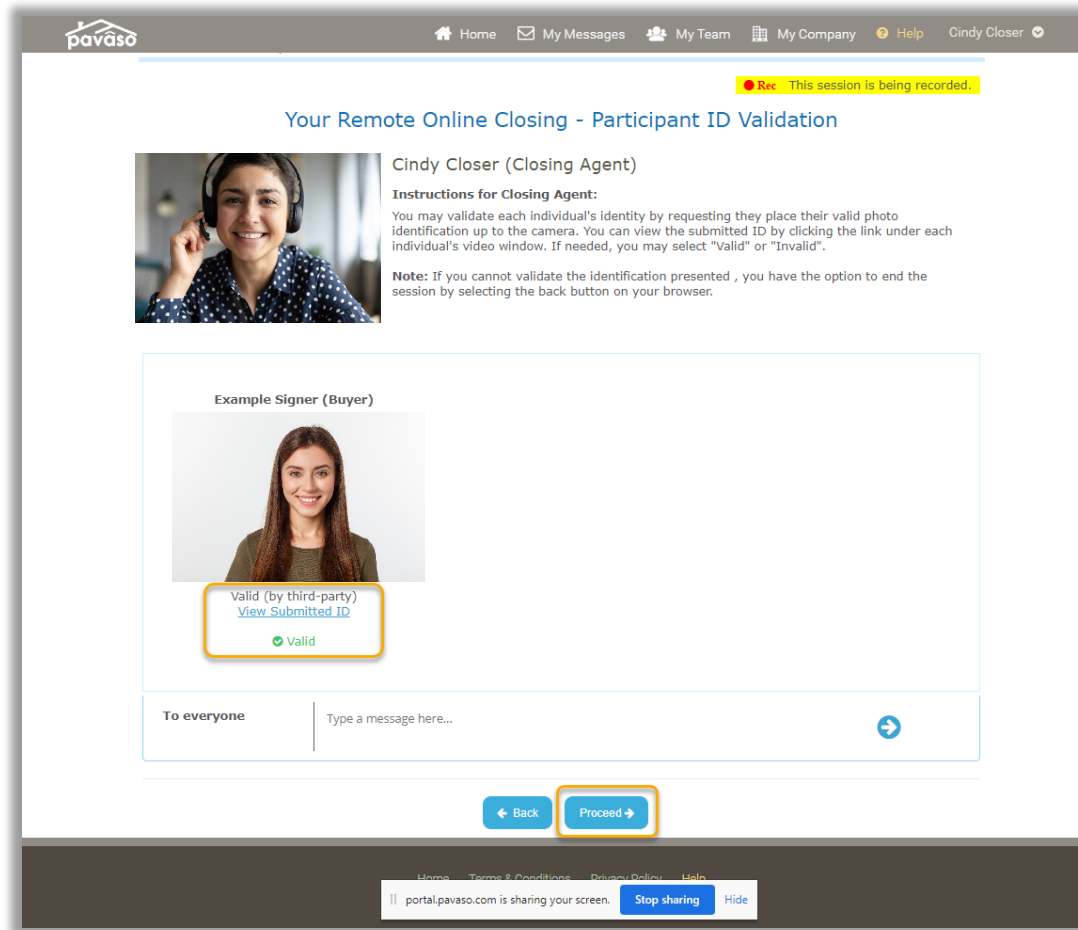 pavaso
Home My Messages My Team My Company Help Cindy Closer
Rec This session is being recorded.
Your Remote Online Closing - Participant ID Validation
Cindy Closer (Closing Agent)
Instructions for Closing Agent:
You may validate each individual's identity by requesting they place their valid photo
identification up to the camera. You can view the submitted ID by clicking the link under each
individual's video window. If needed, you may select "Valid" or "Invalid".
Note: If you cannot validate the identification presented , you have the option to end the
session by selecting the back button on your browser.
Example Signer (Buyer)
Valid (by third-party)
View Submitted ID
Valid
To everyone
Type a message here...
Back Proceed
Home Terms & Conditions Privacy Policy Help
portal.pavaso.com is sharing your screen. Stop sharing Hide